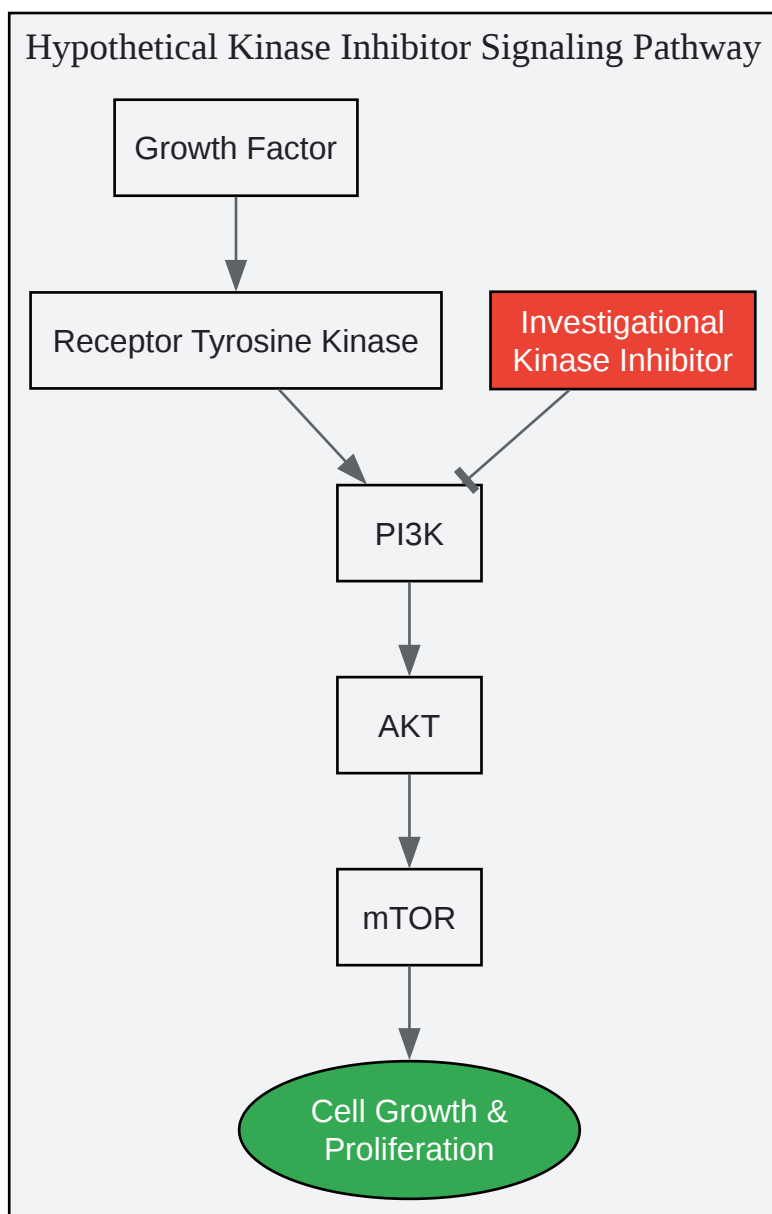 Hypothetical Kinase Inhibitor Signaling Pathway
Growth Factor
Receptor Tyrosine Kinase
Investigational
Kinase Inhibitor
PI3K
AKT
mTOR
Cell Growth &
Proliferation